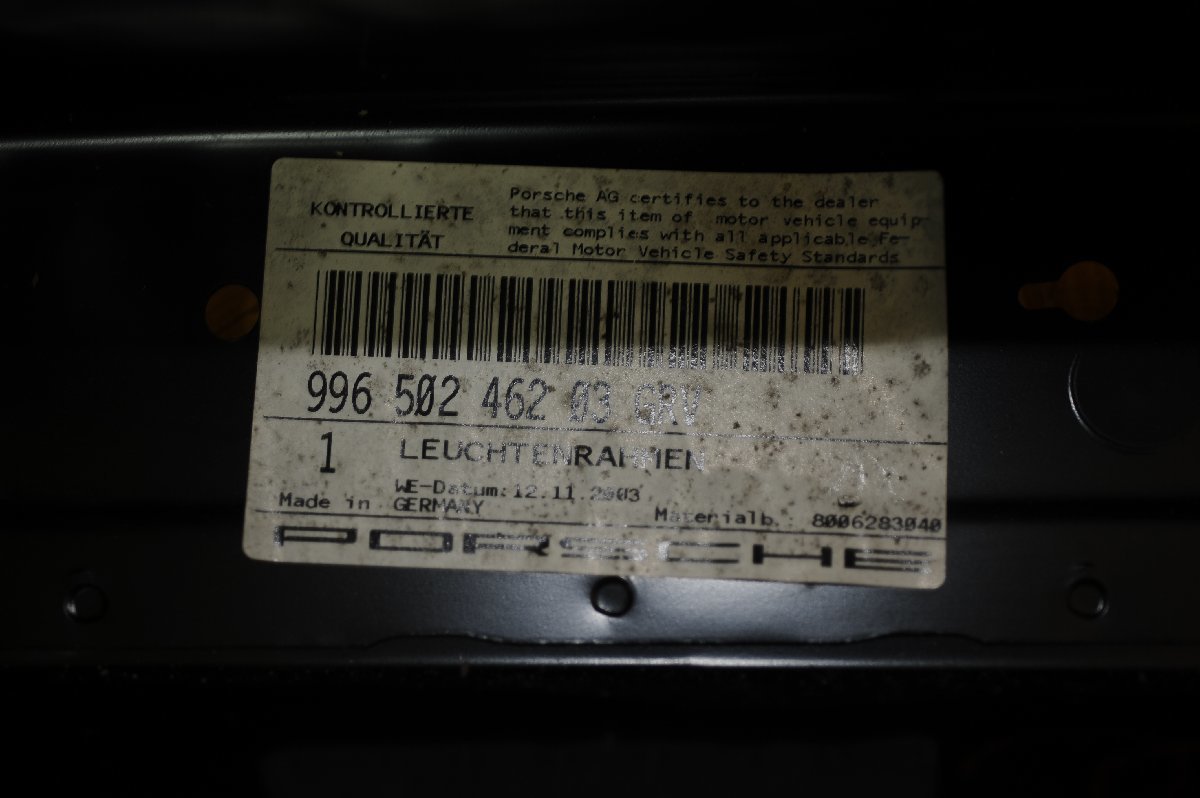 KONTROLLIERTE
QUALITÄT
Porsche AG certifies to the dealer
that this item of motor vehicle equip-
ment complies with all applicable Fe-
deral Motor Vehicle Safety Standards
996 502 462 03 GRV
1 LEUCHTENRAHMEN
WE-Datum: 12.11.2003
Made in GERMANY
Materialb. 8006283040
PORSCHE